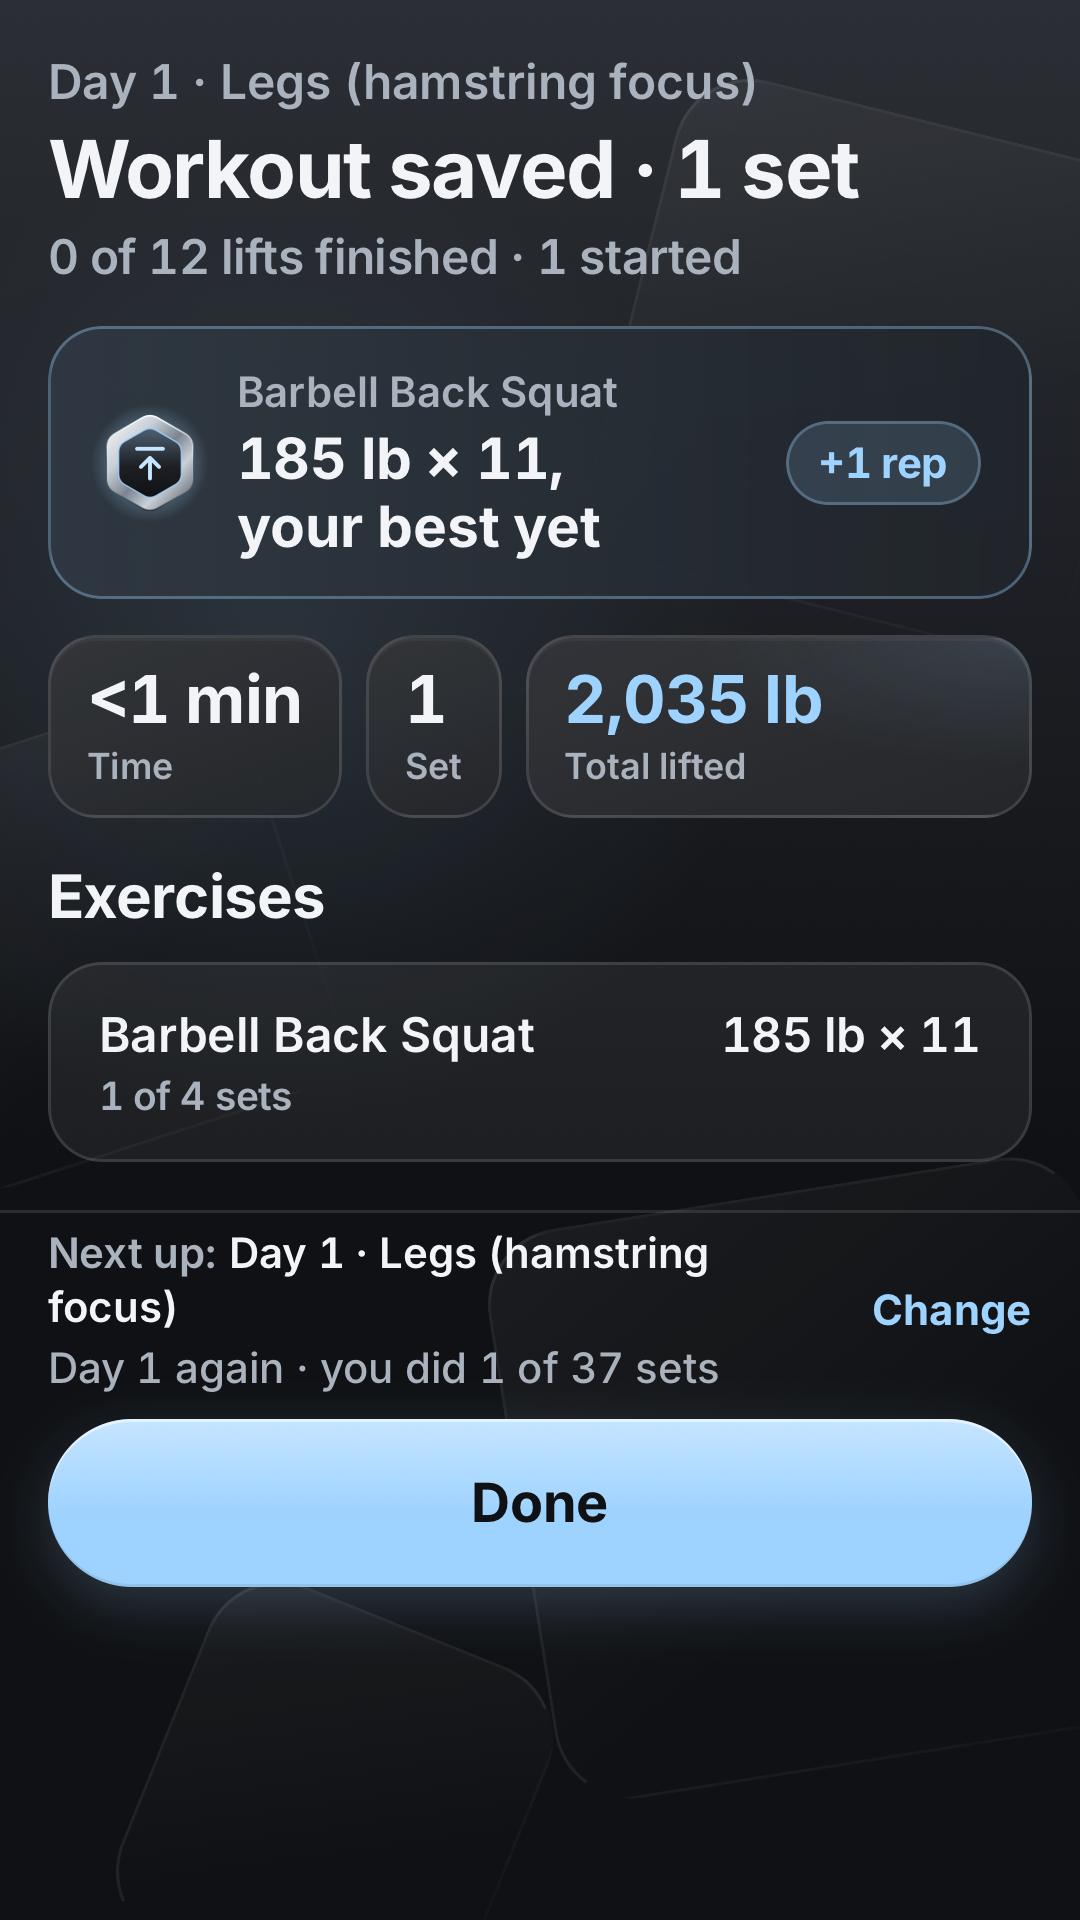 Day 1 · Legs (hamstring focus)
Workout saved · 1 set
0 of 12 lifts finished · 1 started
Barbell Back Squat
185 lb × 11,
your best yet
+1 rep
<1 min
Time
1
Set
2,035 lb
Total lifted
Exercises
Barbell Back Squat
185 lb × 11
1 of 4 sets
Next up: Day 1 · Legs (hamstring
focus)
Change
Day 1 again · you did 1 of 37 sets
Done